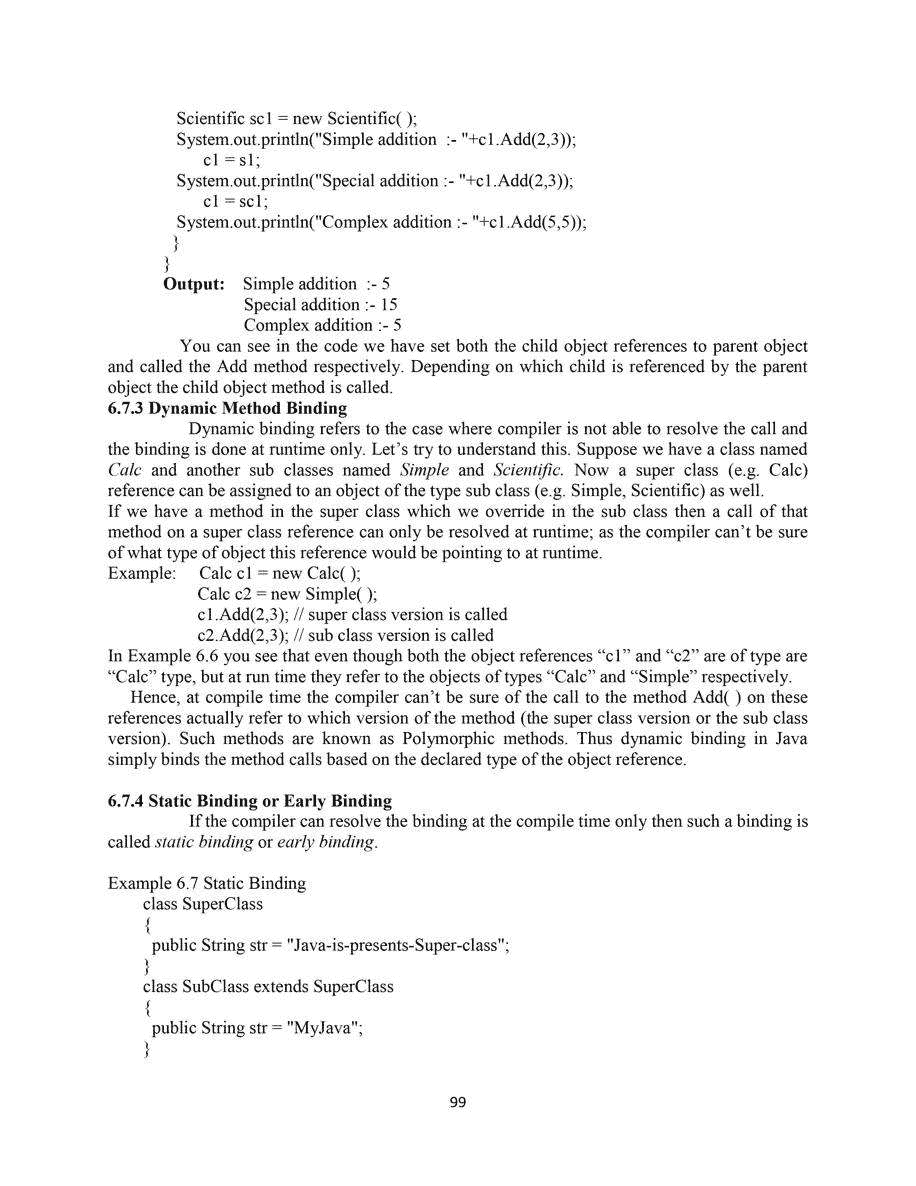 Scientific sc1 = new Scientific( );
System.out.println("Simple addition  :- "+c1.Add(2,3));
c1 = s1;
System.out.println("Special addition :- "+c1.Add(2,3));
c1 = sc1;
System.out.println("Complex addition :- "+c1.Add(5,5));
}
}
Output: Simple addition  :- 5
Special addition :- 15
Complex addition :- 5
You can see in the code we have set both the child object references to parent object
and called the Add method respectively. Depending on which child is referenced by the parent
object the child object method is called.
6.7.3 Dynamic Method Binding
Dynamic binding refers to the case where compiler is not able to resolve the call and
the binding is done at runtime only. Let’s try to understand this. Suppose we have a class named
Calc and another sub classes named Simple and Scientific. Now a super class (e.g. Calc)
reference can be assigned to an object of the type sub class (e.g. Simple, Scientific) as well.
If we have a method in the super class which we override in the sub class then a call of that
method on a super class reference can only be resolved at runtime; as the compiler can’t be sure
of what type of object this reference would be pointing to at runtime.
Example: Calc c1 = new Calc( );
Calc c2 = new Simple( );
c1.Add(2,3); // super class version is called
c2.Add(2,3); // sub class version is called
In Example 6.6 you see that even though both the object references “c1” and “c2” are of type are
“Calc” type, but at run time they refer to the objects of types “Calc” and “Simple” respectively.
Hence, at compile time the compiler can’t be sure of the call to the method Add( ) on these
references actually refer to which version of the method (the super class version or the sub class
version). Such methods are known as Polymorphic methods. Thus dynamic binding in Java
simply binds the method calls based on the declared type of the object reference.
6.7.4 Static Binding or Early Binding
If the compiler can resolve the binding at the compile time only then such a binding is
called static binding or early binding.
Example 6.7 Static Binding
class SuperClass
{
public String str = "Java-is-presents-Super-class";
}
class SubClass extends SuperClass
{
public String str = "MyJava";
}
99